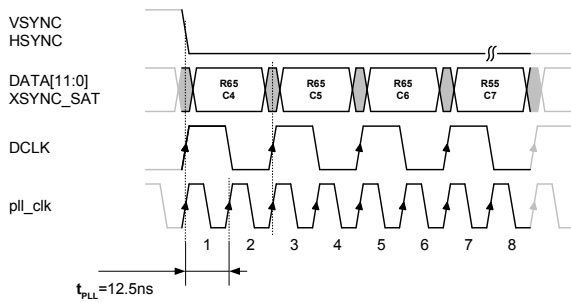 VSYNC
HSYNC
DATA[11:0]
XSYNC_SAT
R65
C4
R65
C5
R65
C6
R55
C7
DCLK
pll_clk
1 2 3 4 5 6 7 8
tPLL=12.5ns